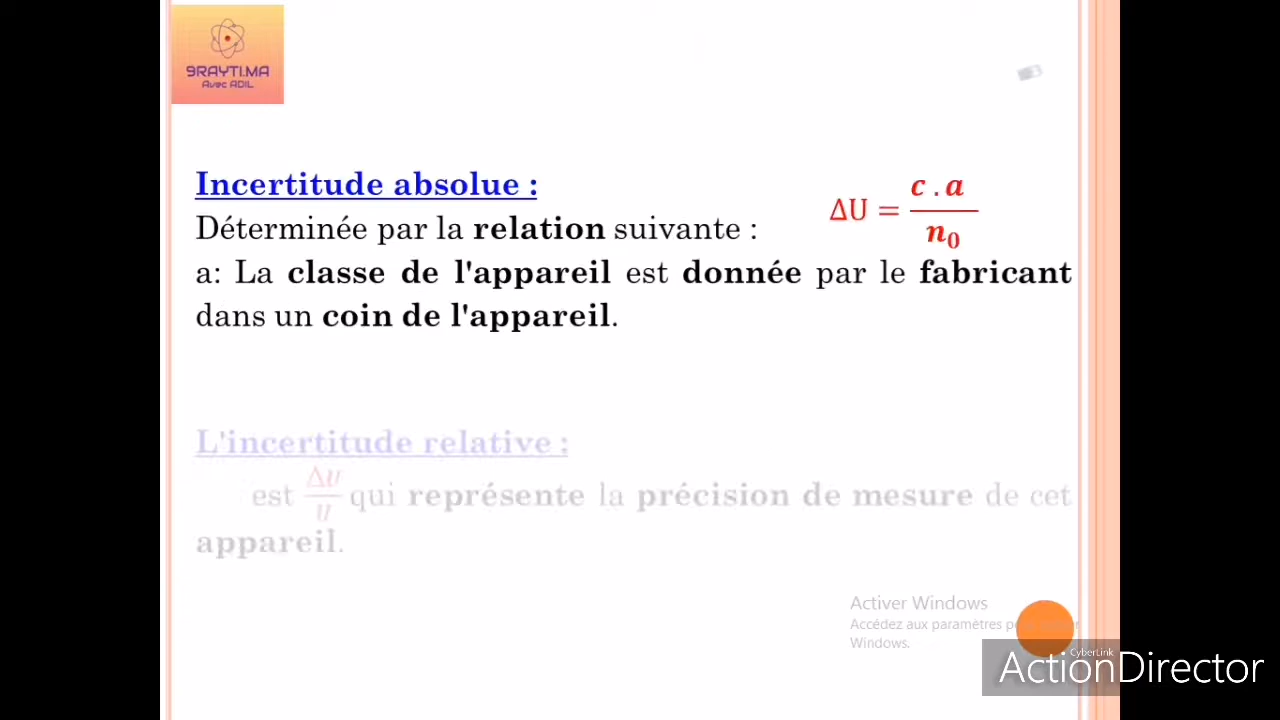 9RAYTI.MA
Avec ADIL
Incertitude absolue :
ΔU = c . a / n₀
Déterminée par la relation suivante :
a: La classe de l'appareil est donnée par le fabricant
dans un coin de l'appareil.
L'incertitude relative :
est ΔU/U qui représente la précision de mesure de cet
appareil.
Activer Windows
Accédez aux paramètres
Windows.
CyberLink
ActionDirector